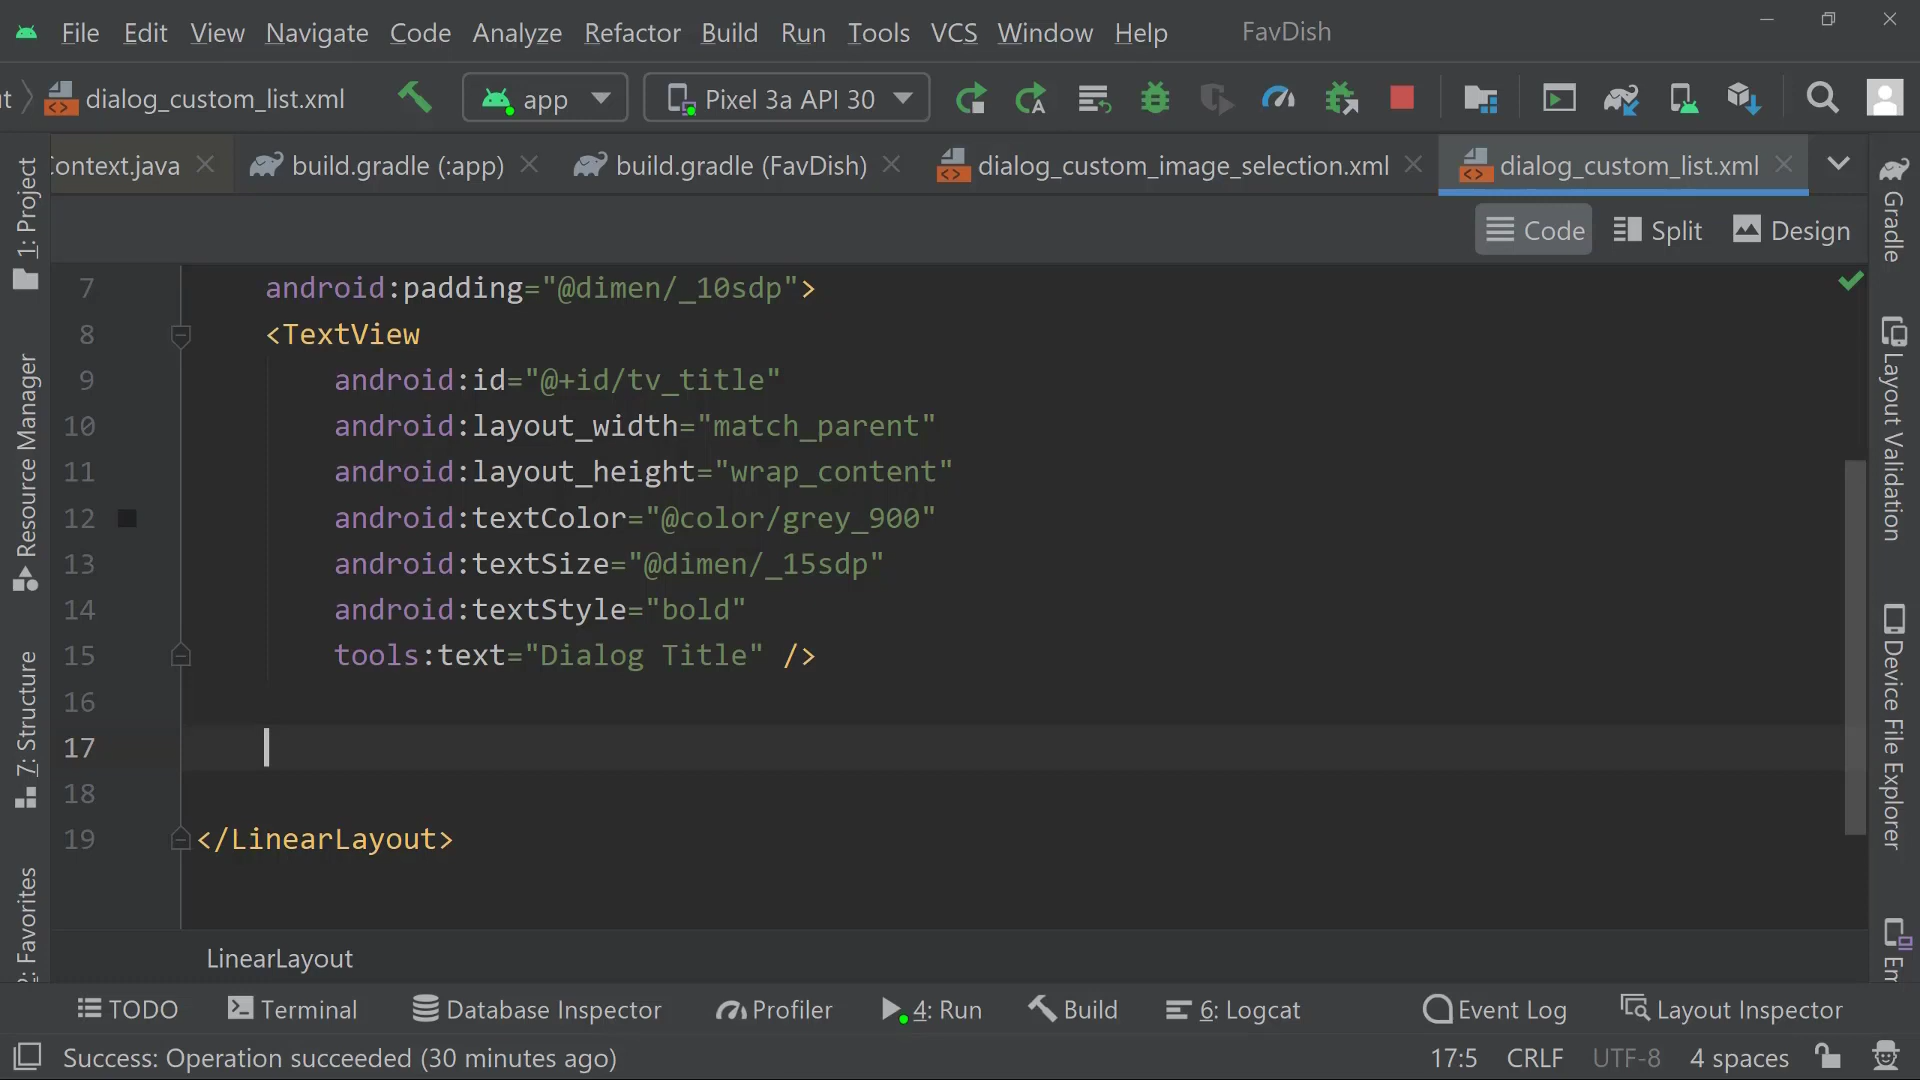 File Edit View Navigate Code Analyze Refactor Build Run Tools VCS Window Help FavDish
dialog_custom_list.xml app Pixel 3a API 30
Context.java build.gradle (:app) build.gradle (FavDish) dialog_custom_image_selection.xml dialog_custom_list.xml
Code Split Design
1: Project
Resource Manager
7: Structure
2: Favorites
7 android:padding="@dimen/_10sdp">
8 <TextView
9 android:id="@+id/tv_title"
10 android:layout_width="match_parent"
11 android:layout_height="wrap_content"
12 android:textColor="@color/grey_900"
13 android:textSize="@dimen/_15sdp"
14 android:textStyle="bold"
15 tools:text="Dialog Title" />
16
17
18
19 </LinearLayout>
Gradle
Layout Validation
Device File Explorer
Em
LinearLayout
TODO Terminal Database Inspector Profiler 4: Run Build 6: Logcat Event Log Layout Inspector
Success: Operation succeeded (30 minutes ago) 17:5 CRLF UTF-8 4 spaces